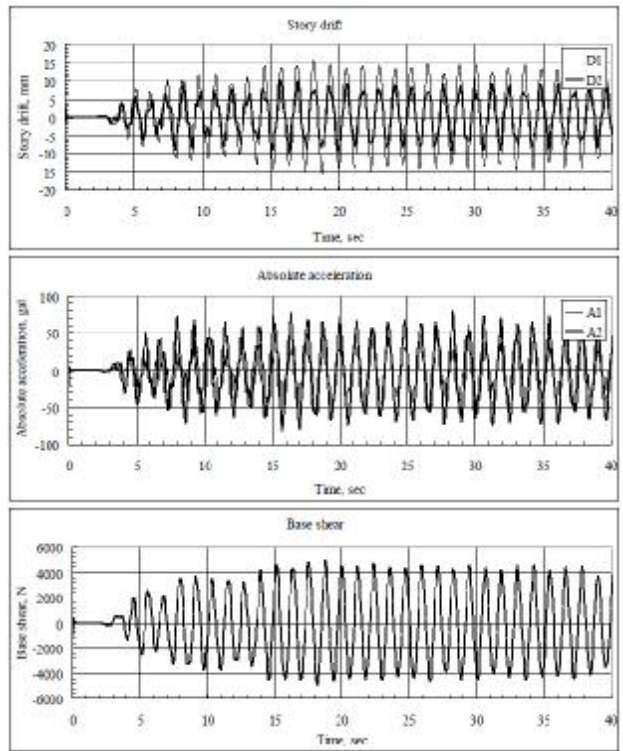 Story drift
Story drift, mm
20
15
10
5
0
-5
-10
15
-20
D1
D2
0 5 10 15 20 25 30 35 40
Time, sec
Absolute acceleration
Absolute acceleration, gal
100
50
0
-50
-100
A1
A2
0 5 10 15 20 25 30 35 40
Time, sec
Base shear
Base shear, N
6000
4000
2000
0
-2000
-4000
-6000
0 5 10 15 20 25 30 35 40
Time, sec